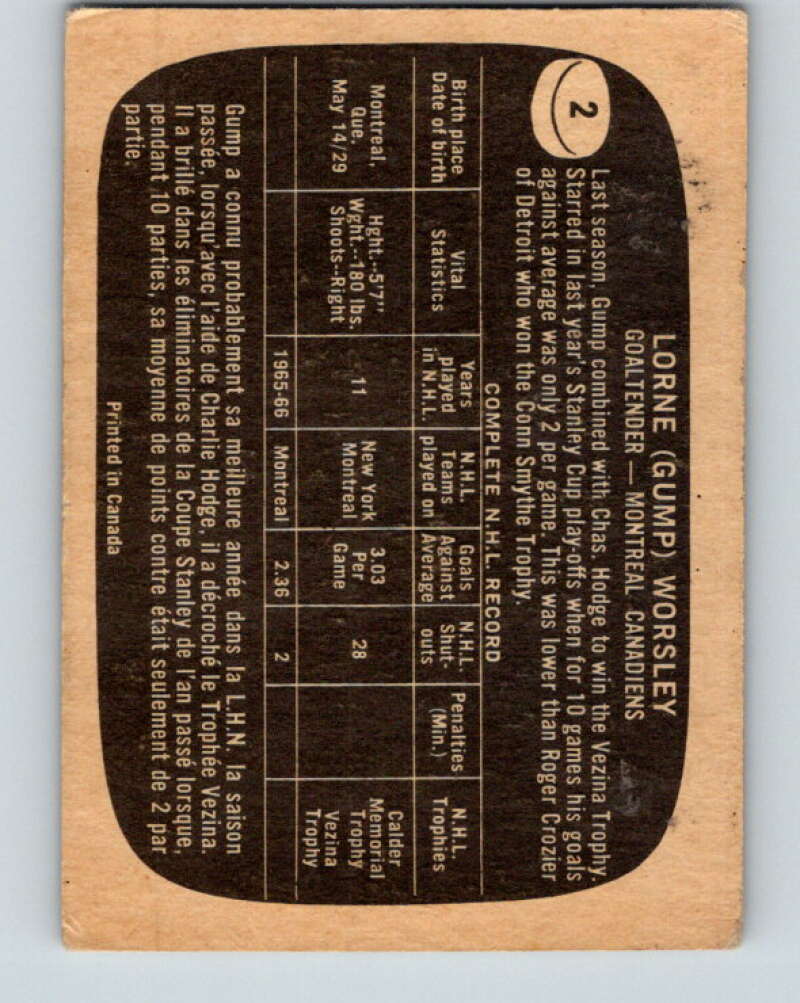 2
LORNE (GUMP) WORSLEY
GOALTENDER — MONTREAL CANADIENS
Last season, Gump combined with Chas. Hodge to win the Vezina Trophy.
Starred in last year's Stanley Cup play-offs when for 10 games his goals
against average was only 2 per game. This was lower than Roger Crozier
of Detroit who won the Conn Smythe Trophy.
COMPLETE N.H.L. RECORD
Birth place Vital Years N.H.L. Goals N.H.L. Penalties N.H.L.
Date of birth Statistics played Teams Against Shut- (Min.) Trophies
in N.H.L. played on Average outs
Montreal, Hght.--5'7" 11 New York 3.03 28 Calder
Que. Wght.--180 lbs. Montreal Per Memorial
May 14/29 Shoots--Right Game Trophy
Vezina
Trophy
1965-66 Montreal 2.36 2
Gump a connu probablement sa meilleure année dans la L.H.N. la saison
passée, lorsqu'avec l'aide de Charlie Hodge, il a décroché le Trophée Vezina.
Il a brillé dans les éliminatoires de la Coupe Stanley de l'an passé lorsque,
pendant 10 parties, sa moyenne de points contre était seulement de 2 par
partie.
Printed in Canada